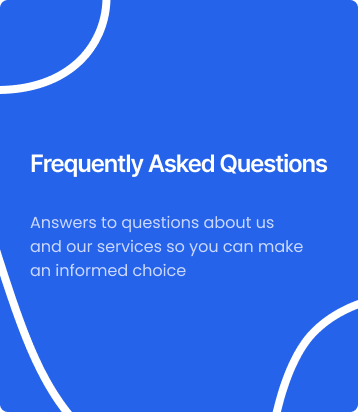 Frequently Asked Questions
Answers to questions about us
and our services so you can make
an informed choice